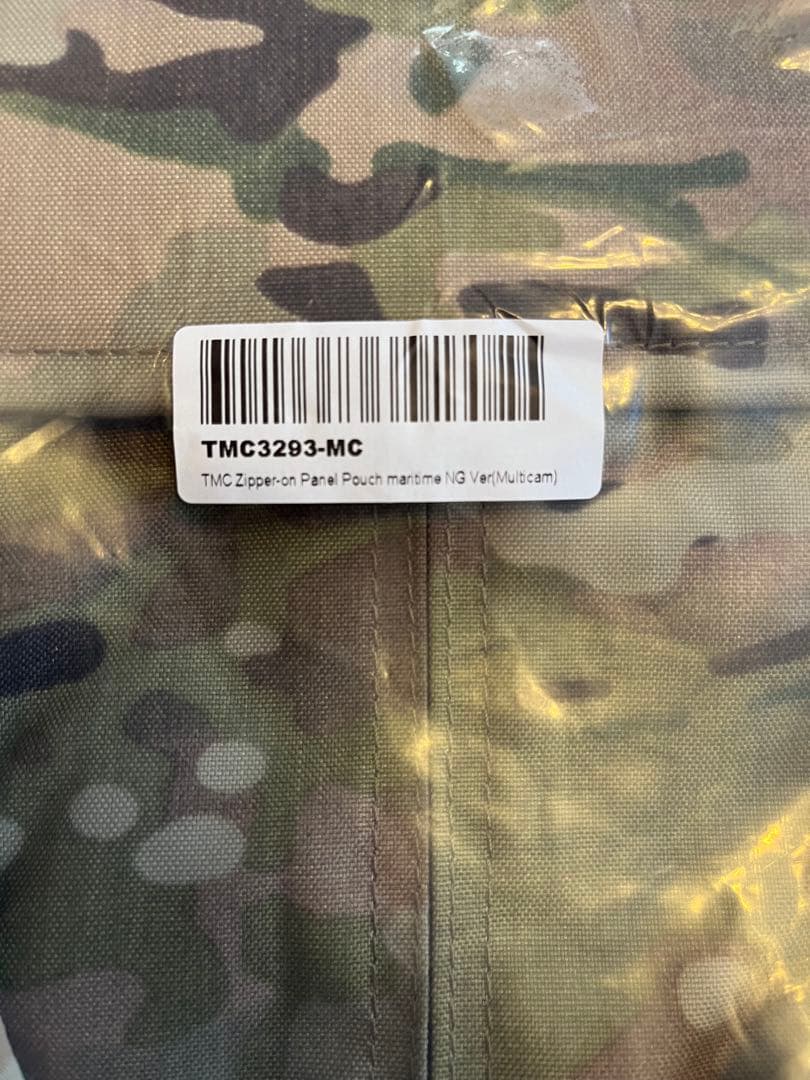 TMC3293-MC
TMC Zipper-on Panel Pouch maritime NG Ver(Multicam)